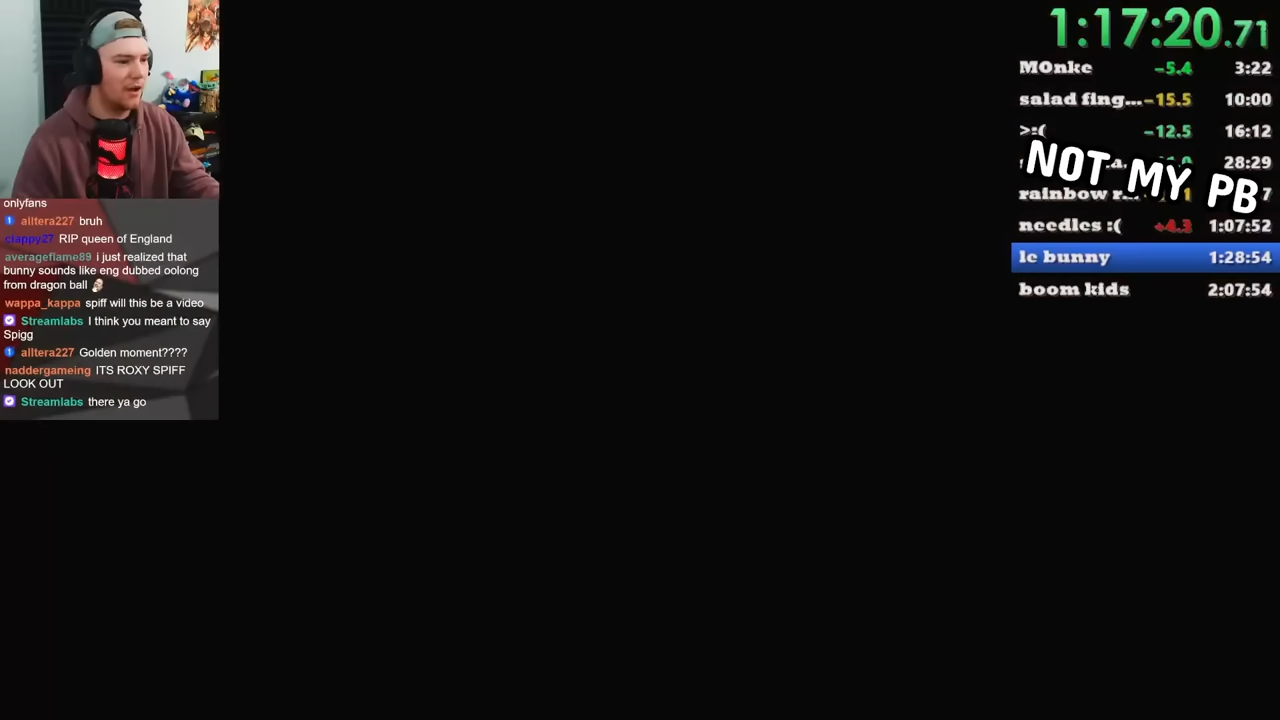 1:17:20.71
MOnke -5.4 3:22
salad fing... -15.5 10:00
>:( -12.5 16:12
28:29
NOT MY PB
rainbow r
needles :( +4.3 1:07:52
le bunny 1:28:54
boom kids 2:07:54
onlyfans
alltera227 bruh
clappy27 RIP queen of England
averageflame89 i just realized that
bunny sounds like eng dubbed oolong
from dragon ball
wappa_kappa spiff will this be a video
Streamlabs I think you meant to say
Spigg
alltera227 Golden moment????
naddergameing ITS ROXY SPIFF
LOOK OUT
Streamlabs there ya go